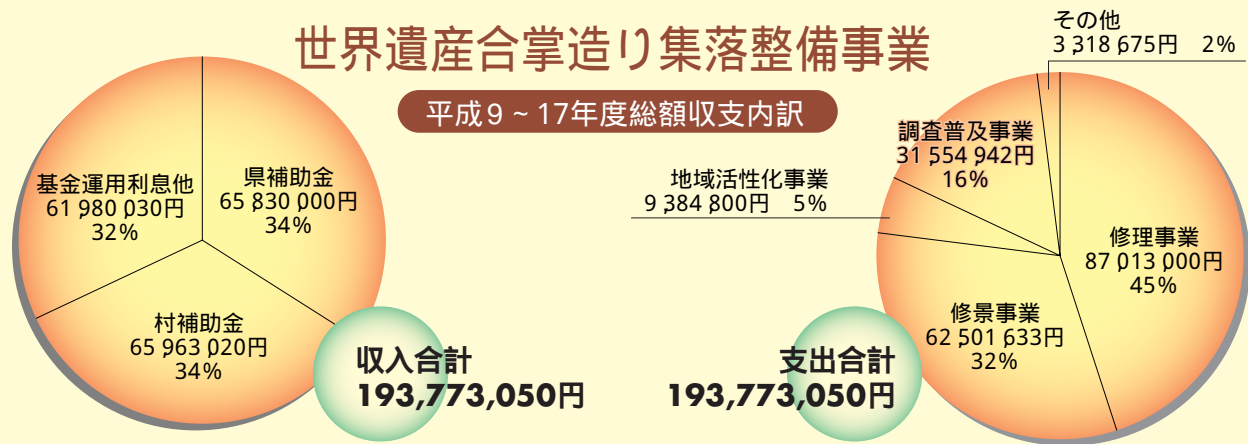 世界遺産合掌造り集落整備事業
平成9~17年度総額収支内訳
基金運用利息他
61,980,030円
32%
県補助金
65,830,000円
34%
村補助金
65,963,020円
34%
収入合計
193,773,050円
その他
3,318,675円 2%
調査普及事業
31,554,942円
16%
地域活性化事業
9,384,800円 5%
修理事業
87,013,000円
45%
修景事業
62,501,633円
32%
支出合計
193,773,050円